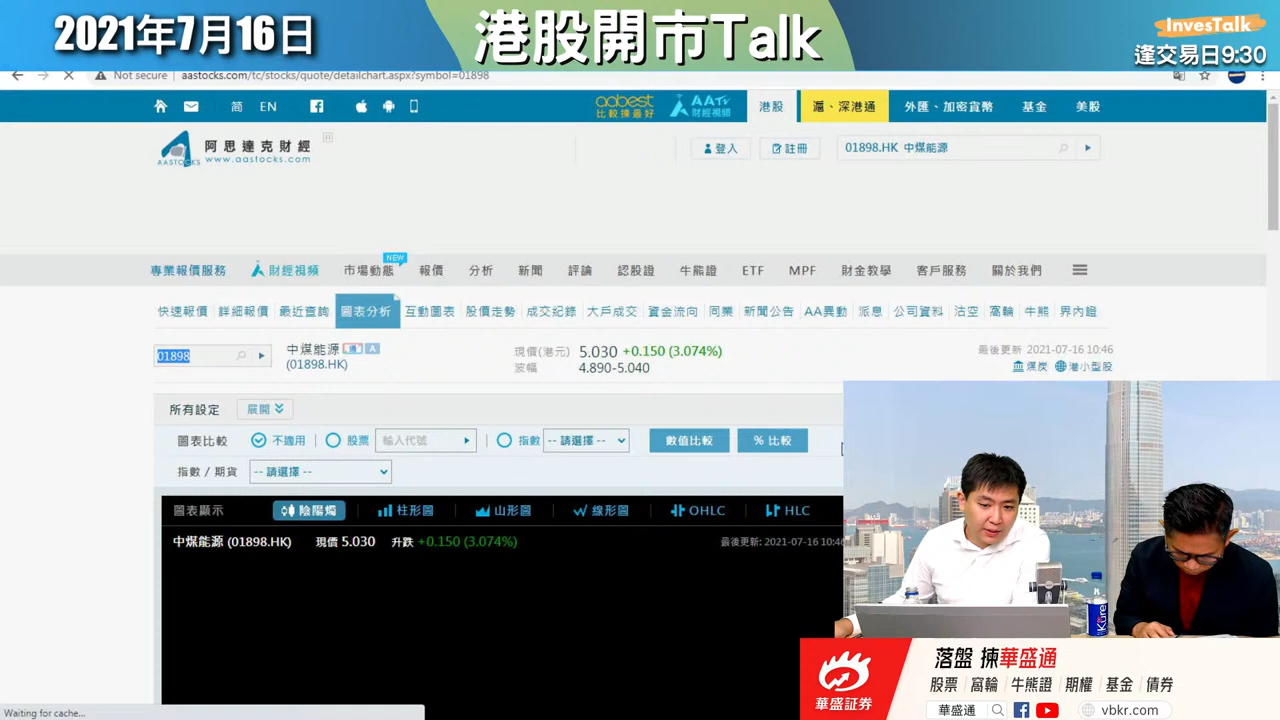 2021年7月16日
港股開市Talk
InvesTalk
逢交易日9:30
Not secure | aastocks.com/tc/stocks/quote/detailchart.aspx?symbol=01898
简 EN
aabest 比較揀最好
AATV 財經視頻
港股 滬、深港通 外匯、加密貨幣 基金 美股
AASTOCKS 阿思達克財經
www.aastocks.com
登入 註冊 01898.HK 中煤能源
NEW
專業報價服務 財經視頻 市場動態 報價 分析 新聞 評論 認股證 牛熊證 ETF MPF 財金教學 客戶服務 關於我們
快速報價 詳細報價 最近查詢 圖表分析 互動圖表 股價走勢 成交紀錄 大戶成交 資金流向 同業 新聞公告 AA異動 派息 公司資料 沽空 窩輪 牛熊 界內證
01898
中煤能源 通 A
(01898.HK)
現價(港元) 5.030 +0.150 (3.074%)
波幅 4.890-5.040
最後更新 2021-07-16 10:46
煤炭 港小型股
所有設定 展開
圖表比較 不適用 股票 輸入代號 指數 -- 請選擇 -- 數值比較 % 比較
指數 / 期貨 -- 請選擇 --
圖表顯示 陰陽燭 柱形圖 山形圖 線形圖 OHLC HLC
中煤能源 (01898.HK) 現價 5.030 升跌 +0.150 (3.074%) 最後更新: 2021-07-16 10:46
Kure
落盤 揀華盛通
股票 | 窩輪 | 牛熊證 | 期權 | 基金 | 債券
華盛証券
華盛通
vbkr.com
Waiting for cache...